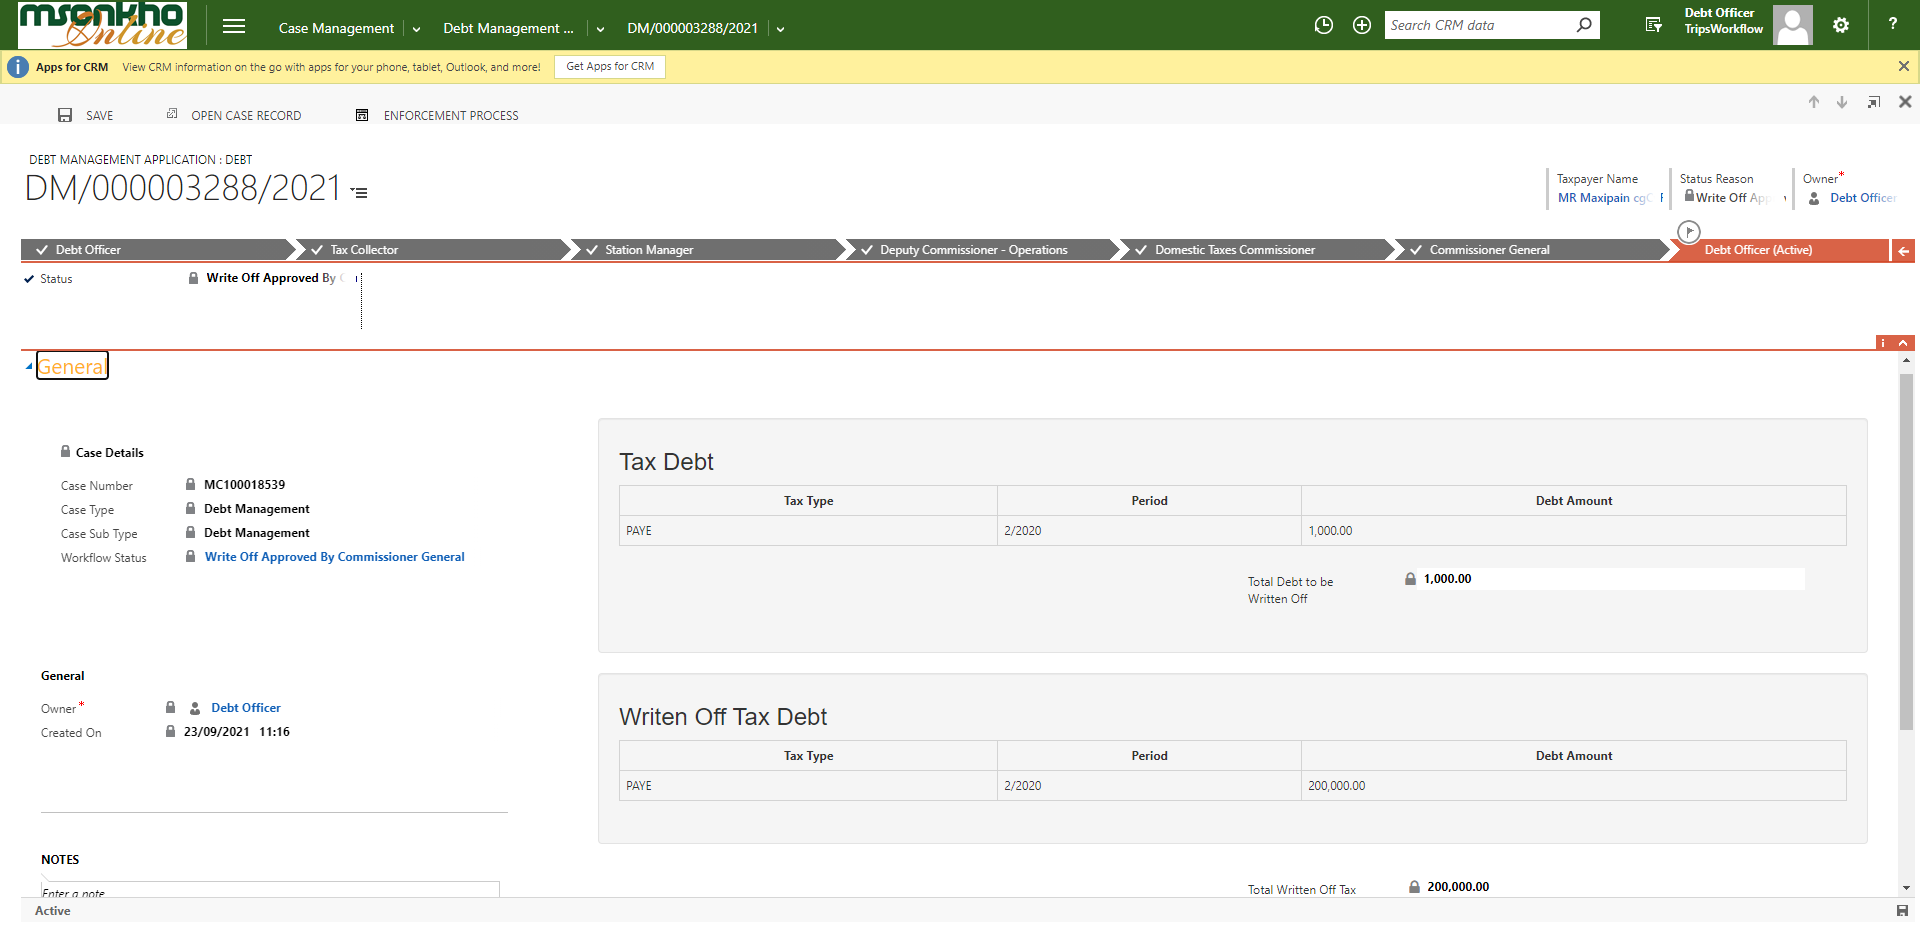 msonkho
Online
Case Management
Debt Management ...
DM/000003288/2021
Search CRM data
Debt Officer
TripsWorkflow
?
i
Apps for CRM
View CRM information on the go with apps for your phone, tablet, Outlook, and more!
Get Apps for CRM
SAVE
OPEN CASE RECORD
ENFORCEMENT PROCESS
DEBT MANAGEMENT APPLICATION : DEBT
DM/000003288/2021
Taxpayer Name
MR Maxipain cgC
Status Reason
Write Off App
Owner*
Debt Officer
Debt Officer
Tax Collector
Station Manager
Deputy Commissioner - Operations
Domestic Taxes Commissioner
Commissioner General
Debt Officer (Active)
Status
Write Off Approved By
i
General
Case Details
Case Number
MC100018539
Case Type
Debt Management
Case Sub Type
Debt Management
Workflow Status
Write Off Approved By Commissioner General
General
Owner*
Debt Officer
Created On
23/09/2021 11:16
NOTES
Enter a note
Tax Debt
Tax Type Period Debt Amount
PAYE 2/2020 1,000.00
Total Debt to be
Written Off
1,000.00
Writen Off Tax Debt
Tax Type Period Debt Amount
PAYE 2/2020 200,000.00
Total Written Off Tax
200,000.00
Active